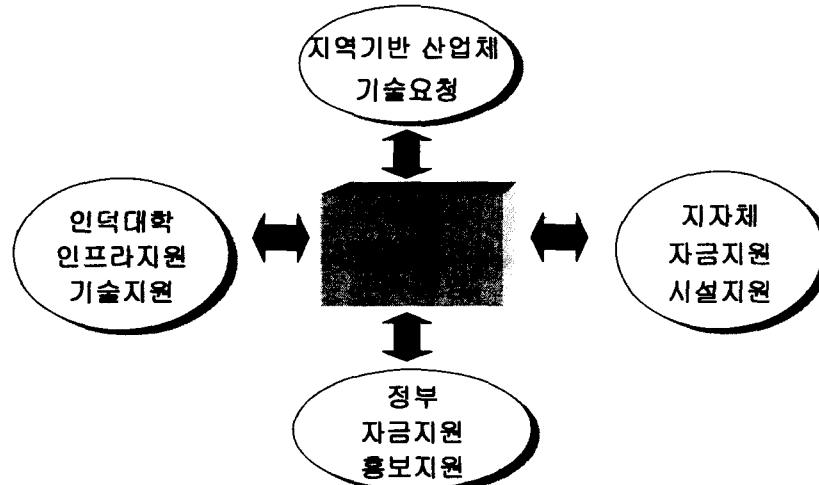 지역기반 산업체
기술요청
인덕대학
인프라지원
기술지원
지자체
자금지원
시설지원
정부
자금지원
홍보지원